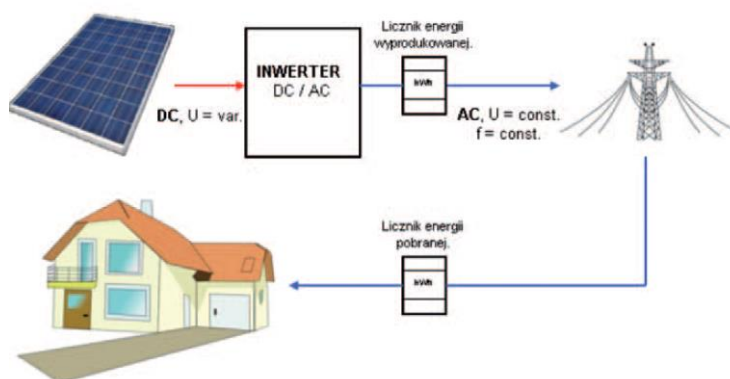 Licznik energii
wyprodukowanej.
INWERTER
DC / AC
kWh
DC, U = var.
AC, U = const.
f = const.
Licznik energii
pobranej.
kWh